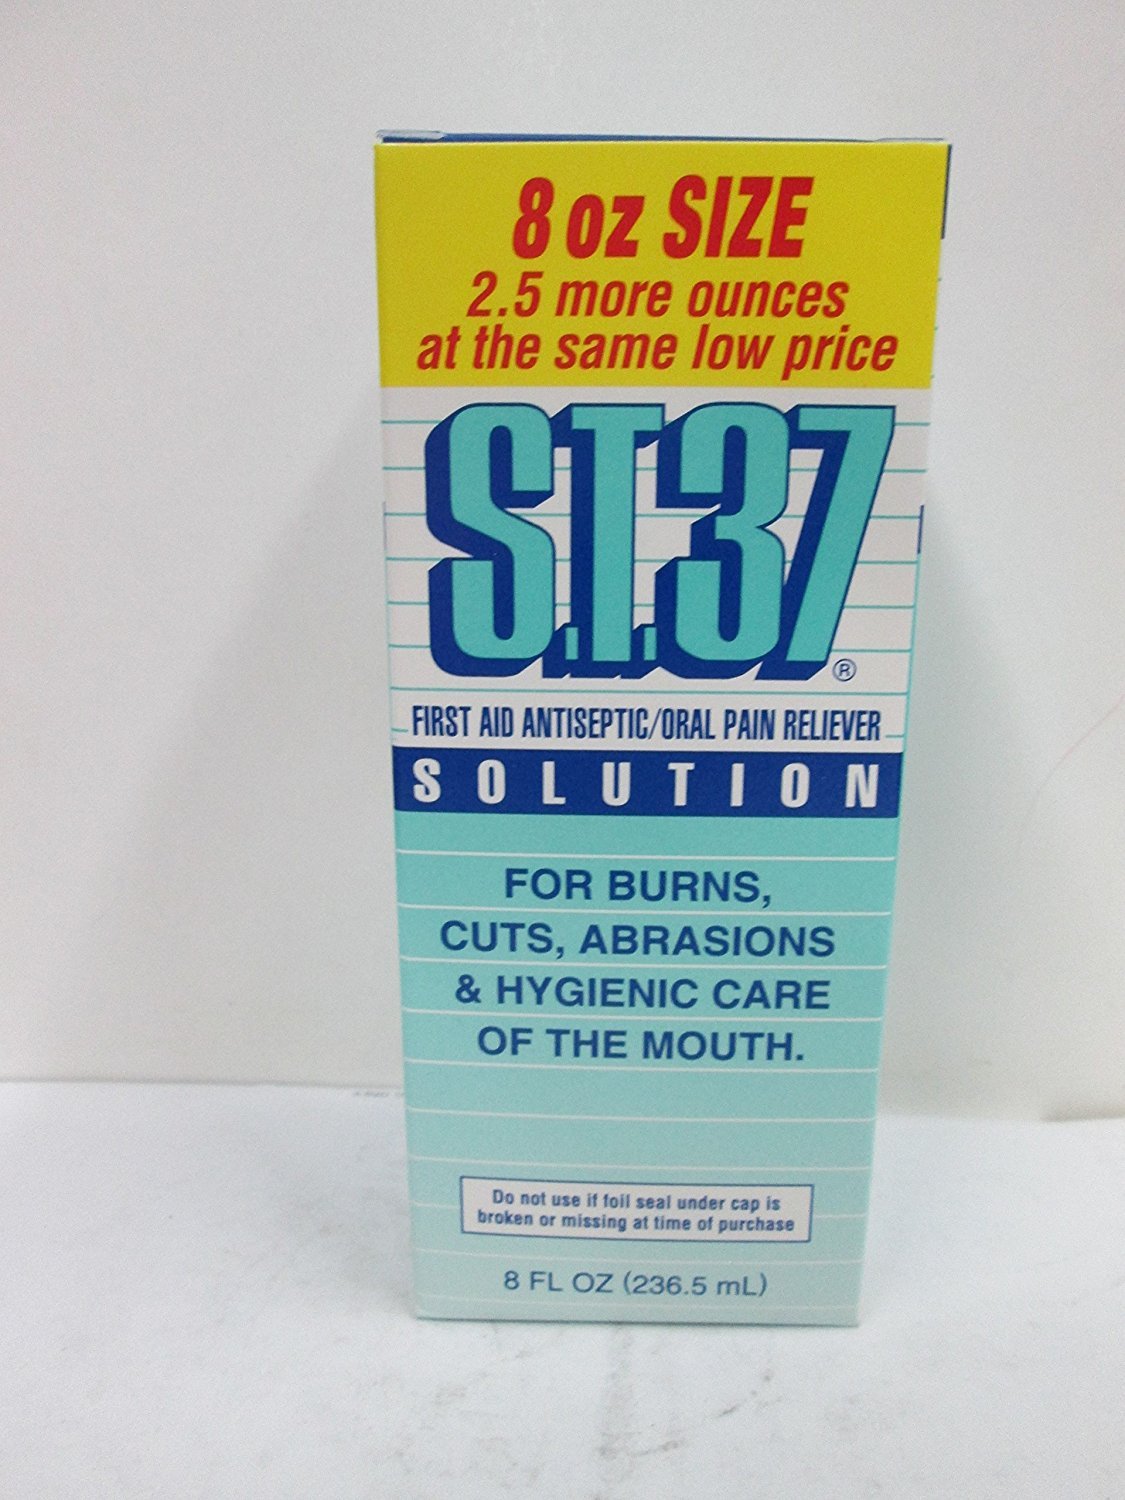 8 oz SIZE
2.5 more ounces
at the same low price
S.T.37®
FIRST AID ANTISEPTIC/ORAL PAIN RELIEVER
SOLUTION
FOR BURNS,
CUTS, ABRASIONS
& HYGIENIC CARE
OF THE MOUTH.
Do not use if foil seal under cap is
broken or missing at time of purchase
8 FL OZ (236.5 mL)